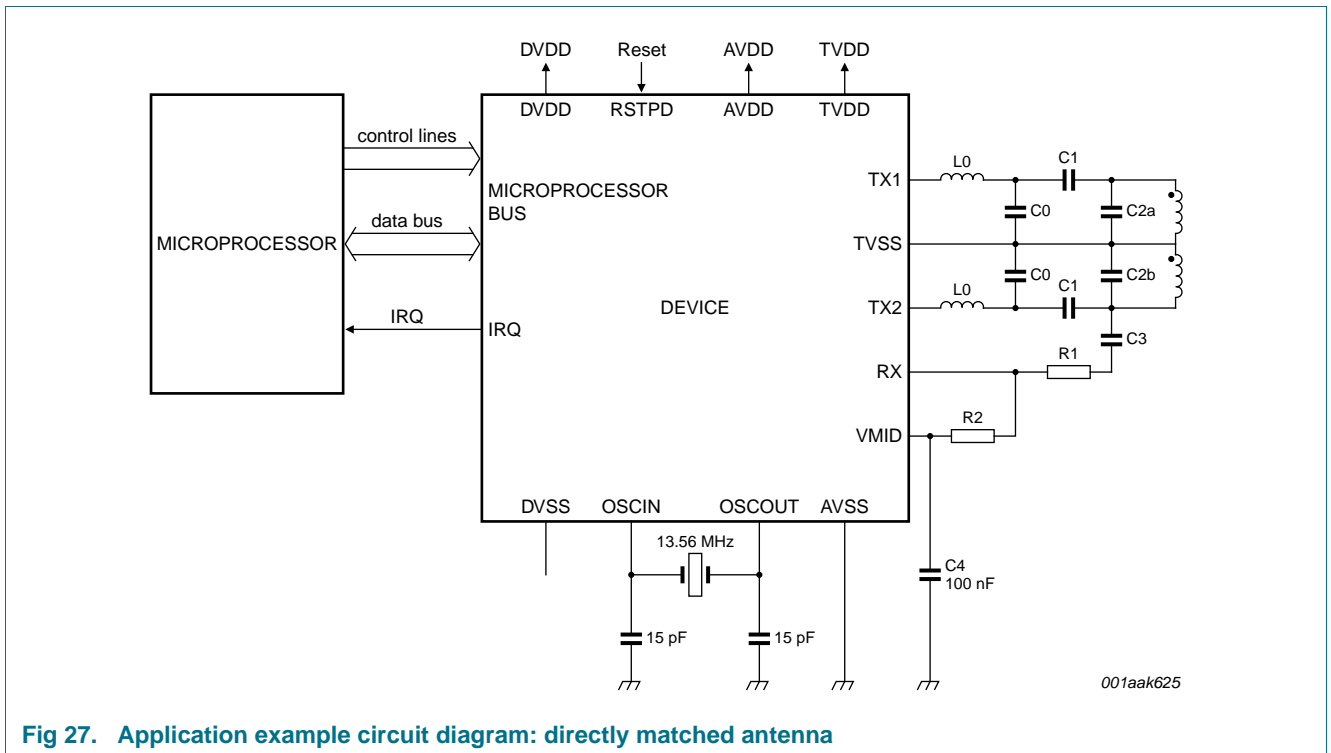 DVDD Reset AVDD TVDD
DVDD RSTPD AVDD TVDD
control lines
MICROPROCESSOR
BUS
data bus
MICROPROCESSOR
IRQ
IRQ
DEVICE
TX1
L0
C1
C0
C2a
TVSS
C0
C2b
L0
C1
TX2
C3
R1
RX
R2
VMID
DVSS OSCIN OSCOUT AVSS
13.56 MHz
C4
100 nF
15 pF 15 pF
001aak625
Fig 27. Application example circuit diagram: directly matched antenna